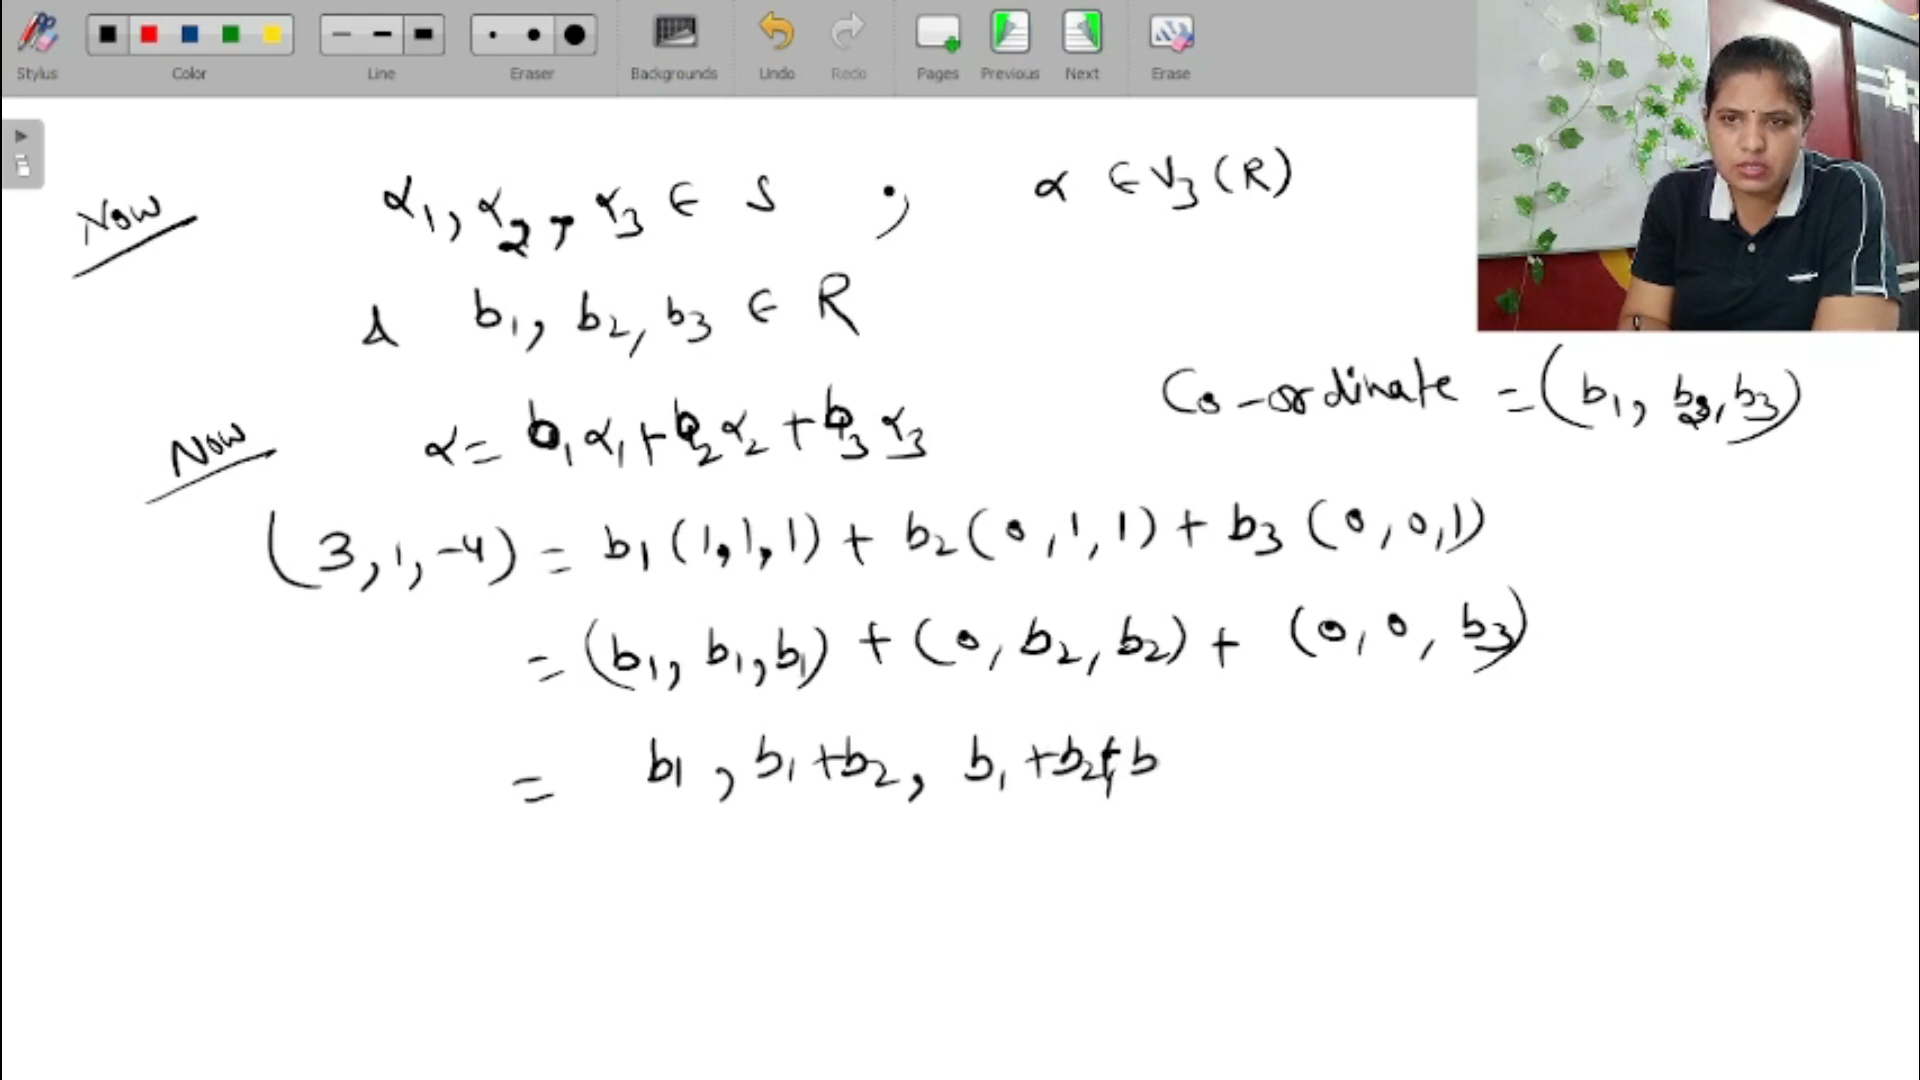 Stylus Color Line Eraser Backgrounds Undo Redo Pages Previous Next Erase
Now α₁, α₂, α₃ ∈ S ; α ∈ V₃(R)
& b₁, b₂, b₃ ∈ R
Co-ordinate = (b₁, b₂, b₃)
Now α = b₁α₁ + b₂α₂ + b₃α₃
(3, 1, -4) = b₁(1, 1, 1) + b₂(0, 1, 1) + b₃(0, 0, 1)
= (b₁, b₁, b₁) + (0, b₂, b₂) + (0, 0, b₃)
= b₁, b₁+b₂, b₁+b₂+b